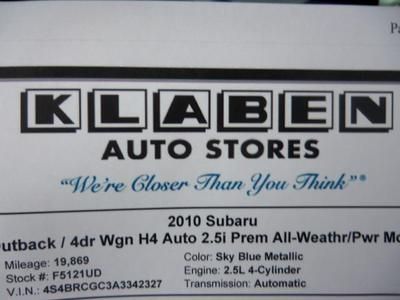 Pa
KLABEN
AUTO STORES
"We're Closer Than You Think"®
2010 Subaru
Outback / 4dr Wgn H4 Auto 2.5i Prem All-Weathr/Pwr Mo
Mileage: 19,869
Color: Sky Blue Metallic
Stock #: F5121UD
Engine: 2.5L 4-Cylinder
V.I.N.: 4S4BRCGC3A3342327
Transmission: Automatic